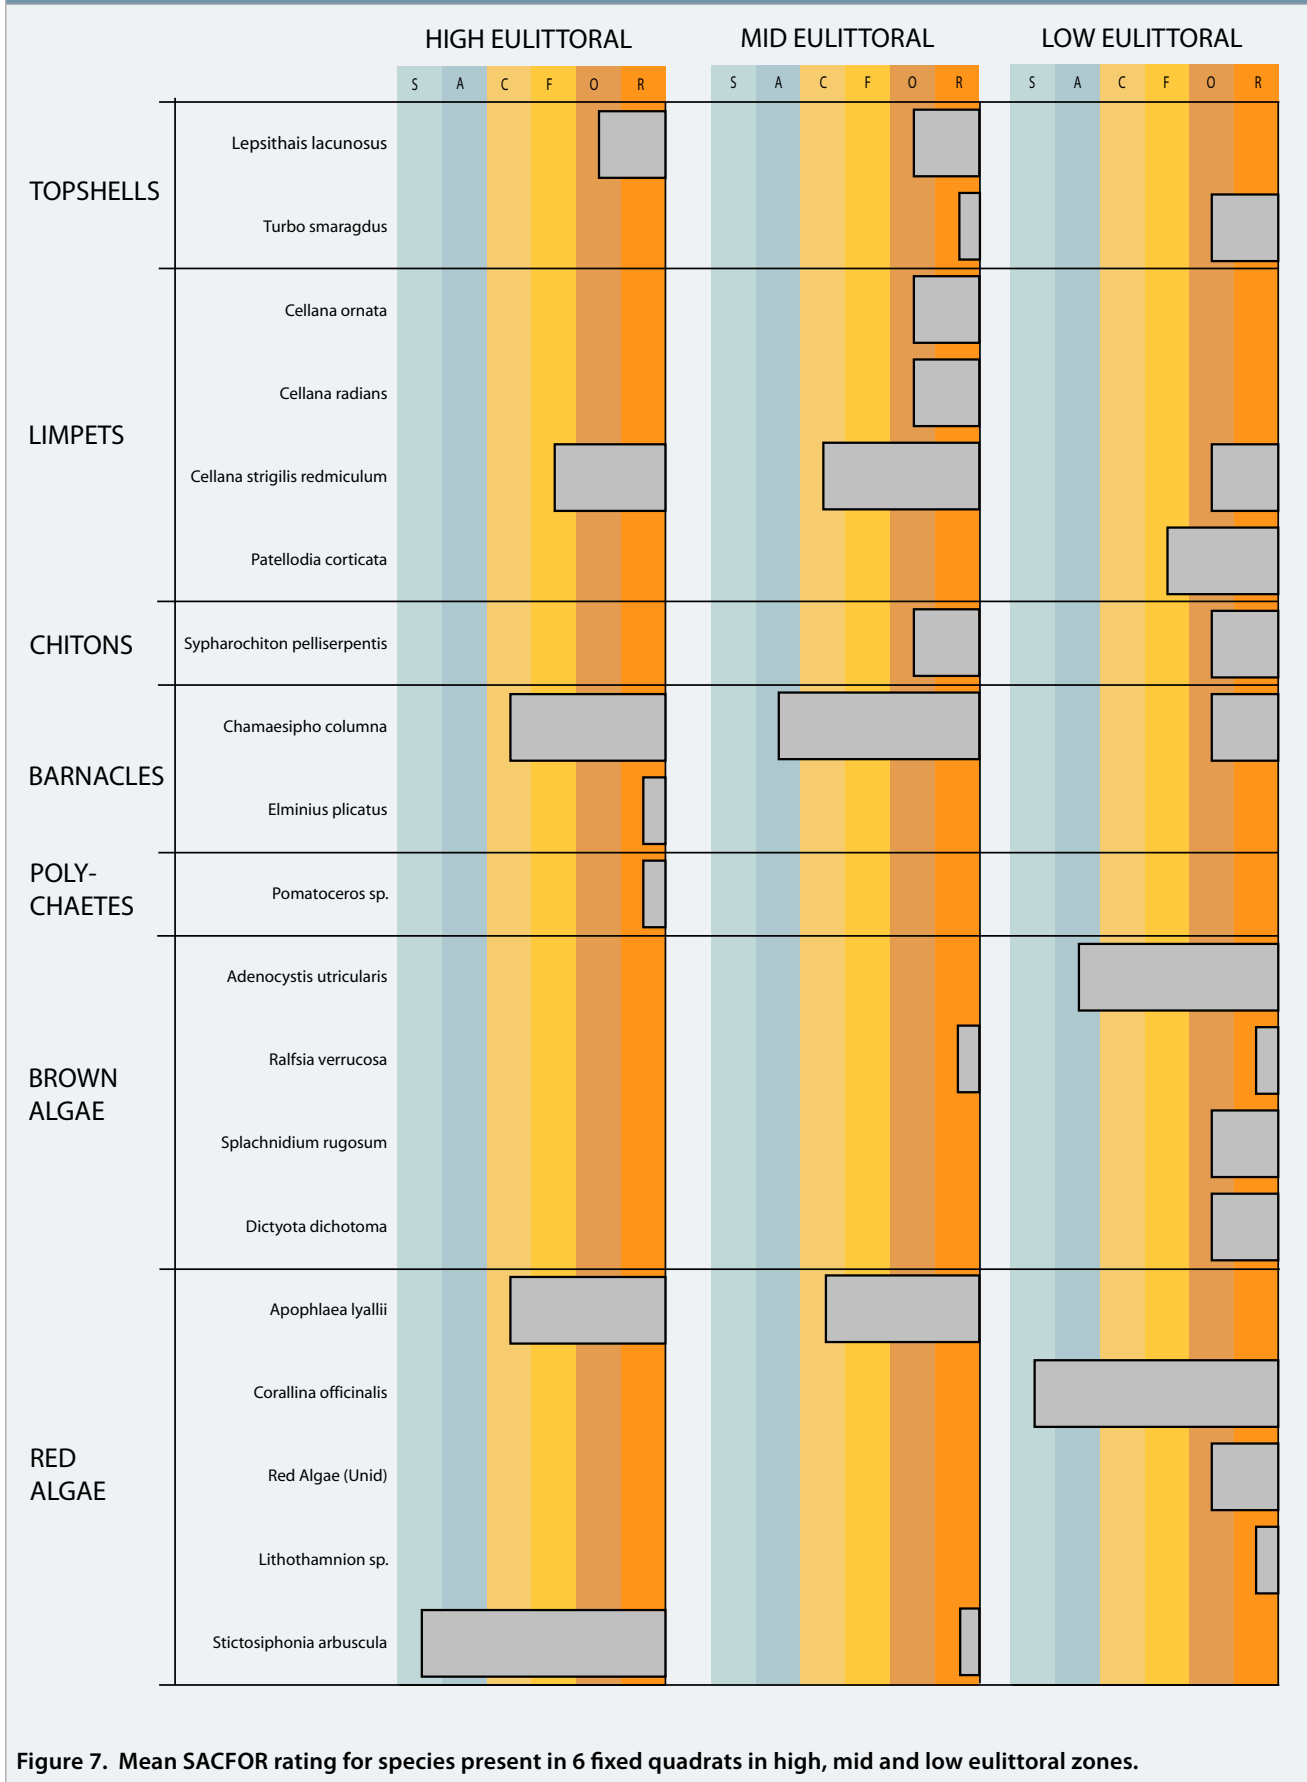 HIGH EULITTORAL MID EULITTORAL LOW EULITTORAL
S A C F O R S A C F O R S A C F O R
TOPSHELLS
Lepsithais lacunosus
Turbo smaragdus
LIMPETS
Cellana ornata
Cellana radians
Cellana strigilis redmiculum
Patellodia corticata
CHITONS
Sypharochiton pelliserpentis
BARNACLES
Chamaesipho columna
Elminius plicatus
POLY-
CHAETES
Pomatoceros sp.
BROWN
ALGAE
Adenocystis utricularis
Ralfsia verrucosa
Splachnidium rugosum
Dictyota dichotoma
RED
ALGAE
Apophlaea lyallii
Corallina officinalis
Red Algae (Unid)
Lithothamnion sp.
Stictosiphonia arbuscula
Figure 7. Mean SACFOR rating for species present in 6 fixed quadrats in high, mid and low eulittoral zones.